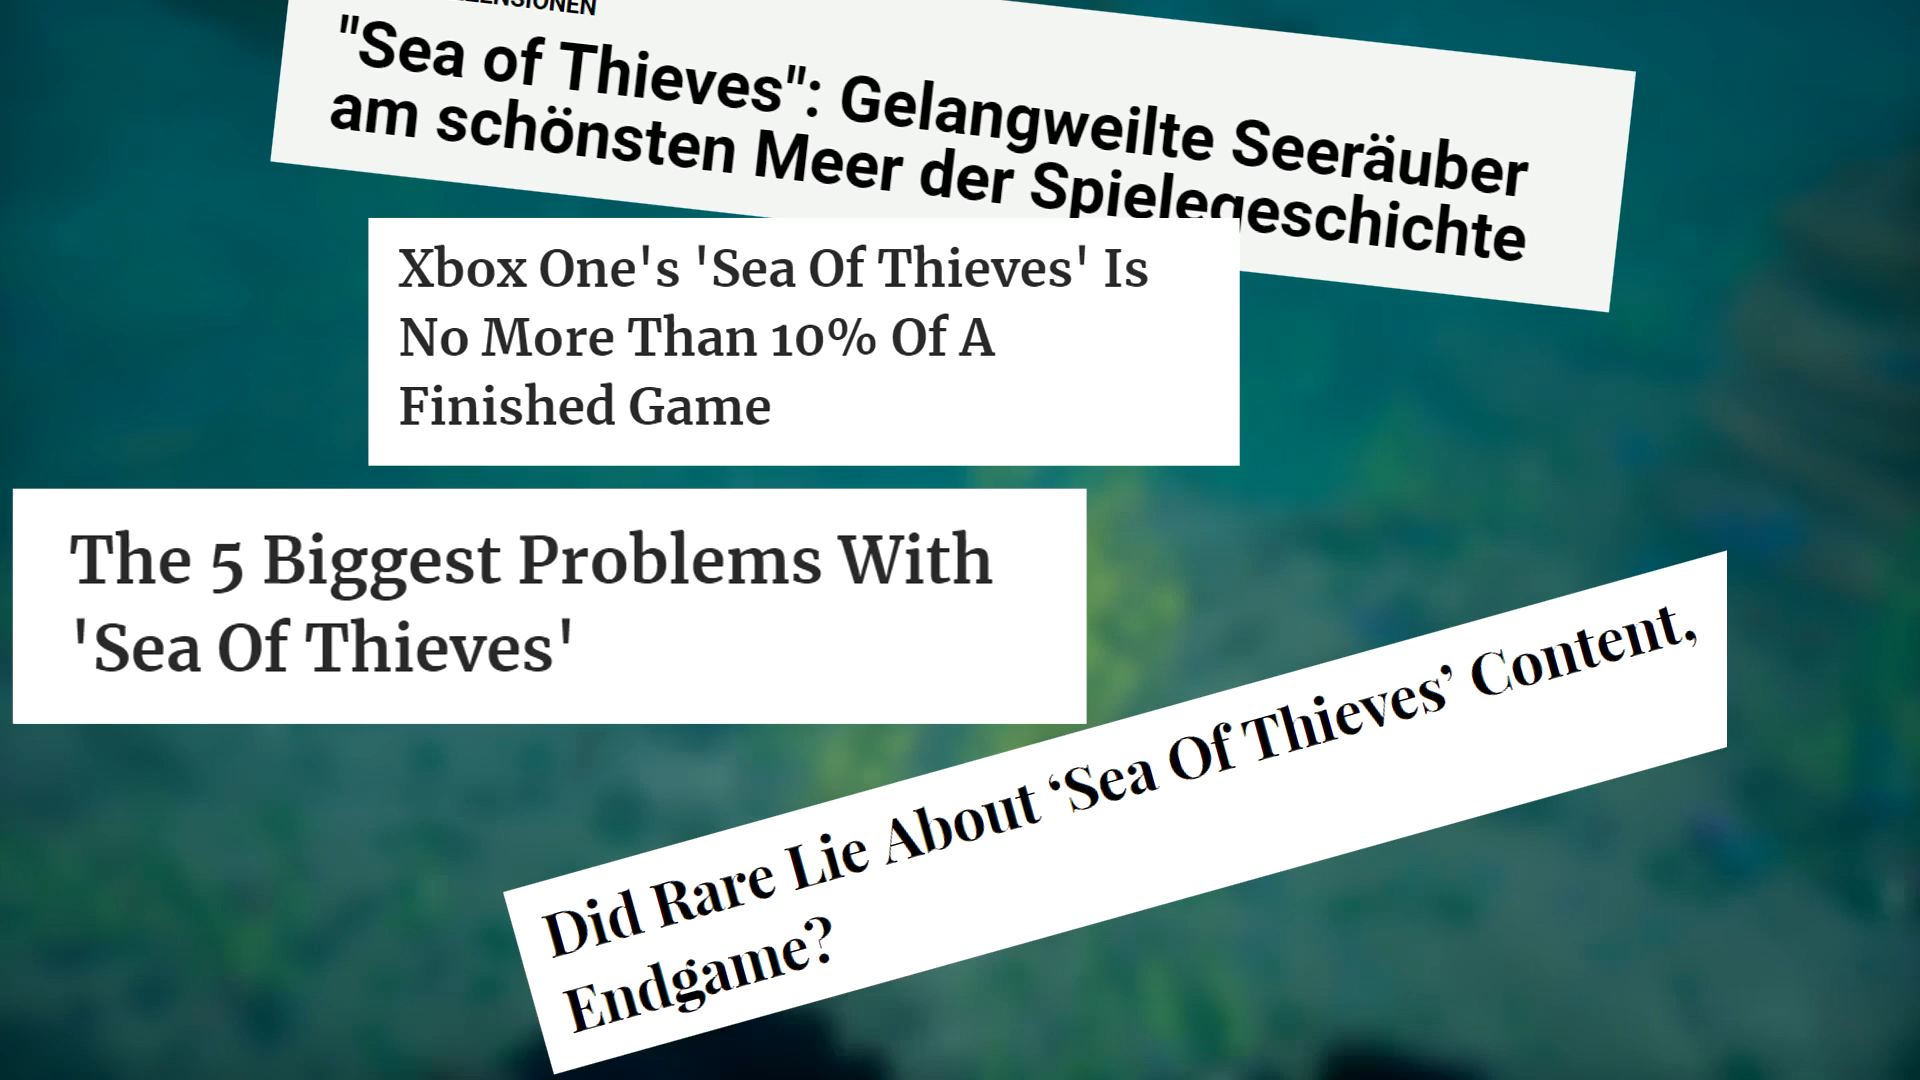 "Sea of Thieves": Gelangweilte Seeräuber
am schönsten Meer der Spielegeschichte
Xbox One's 'Sea Of Thieves' Is
No More Than 10% Of A
Finished Game
The 5 Biggest Problems With
'Sea Of Thieves'
Did Rare Lie About ‘Sea Of Thieves’ Content,
Endgame?